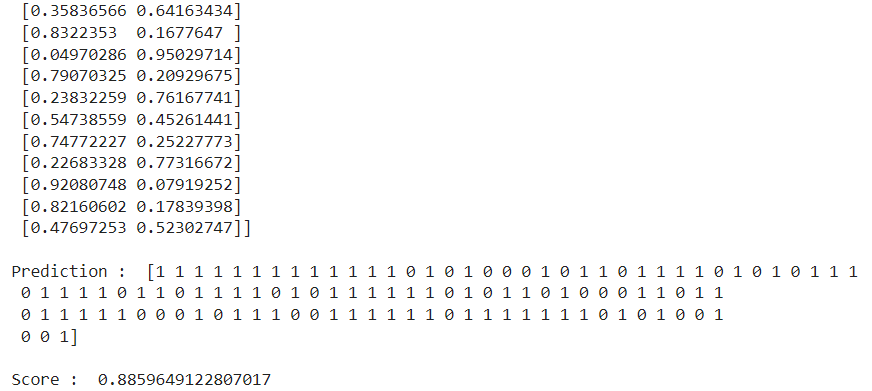 [0.35836566 0.64163434]
[0.8322353  0.1677647 ]
[0.04970286 0.95029714]
[0.79070325 0.20929675]
[0.23832259 0.76167741]
[0.54738559 0.45261441]
[0.74772227 0.25227773]
[0.22683328 0.77316672]
[0.92080748 0.07919252]
[0.82160602 0.17839398]
[0.47697253 0.52302747]]
Prediction :  [1 1 1 1 1 1 1 1 1 1 1 1 1 0 1 0 1 0 0 0 1 0 1 1 0 1 1 1 1 0 1 0 1 0 1 1 1
0 1 1 1 1 0 1 1 0 1 1 1 1 0 1 0 1 1 1 1 1 1 0 1 0 1 1 0 1 0 0 0 1 1 0 1 1
0 1 1 1 1 1 0 0 0 1 0 1 1 1 0 0 1 1 1 1 1 1 0 1 1 1 1 1 1 1 0 1 0 1 0 0 1
0 0 1]
Score :  0.8859649122807017